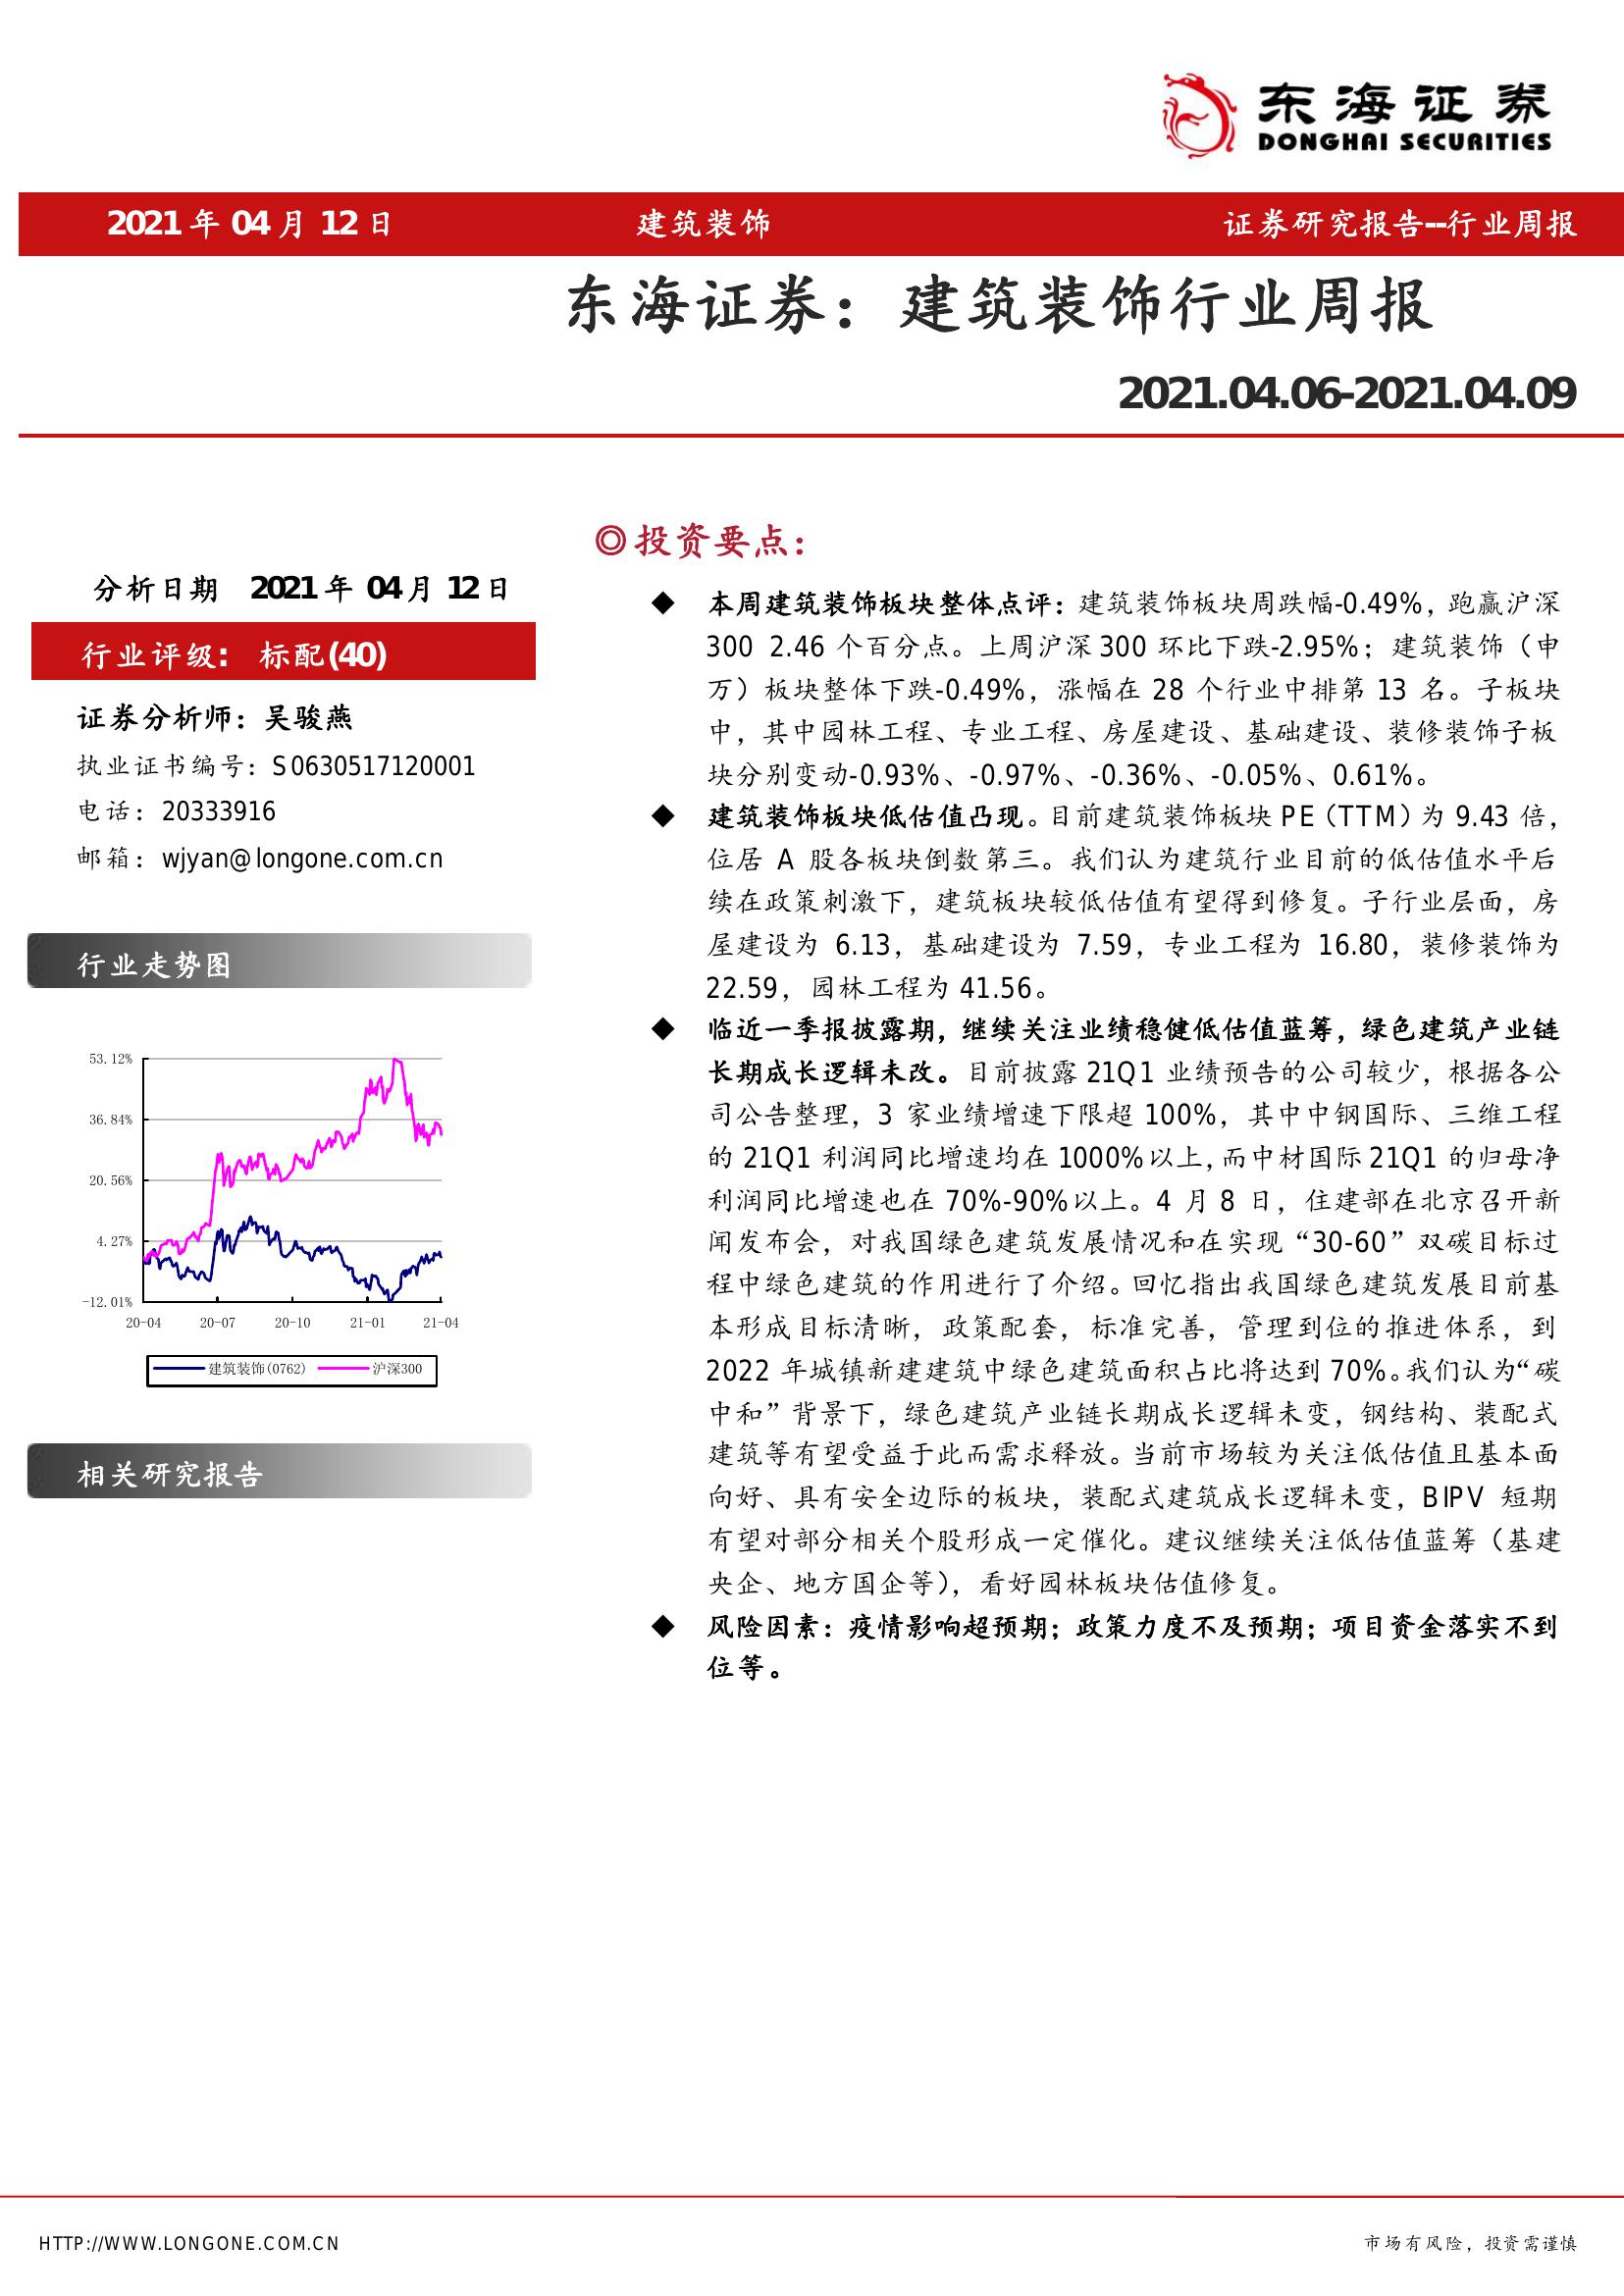 东海证券
DONGHAI SECURITIES
2021 年 04 月 12 日 建筑装饰 证券研究报告--行业周报
东海证券：建筑装饰行业周报
2021.04.06-2021.04.09
分析日期 2021 年 04 月 12 日
行业评级： 标配(40)
证券分析师：吴骏燕
执业证书编号：S0630517120001
电话：20333916
邮箱：wjyan@longone.com.cn
行业走势图
53.12%
36.84%
20.56%
4.27%
-12.01%
20-04 20-07 20-10 21-01 21-04
建筑装饰(0762) 沪深300
相关研究报告
◎投资要点：
◆ 本周建筑装饰板块整体点评：建筑装饰板块周跌幅-0.49%，跑赢沪深
300 2.46 个百分点。上周沪深 300 环比下跌-2.95%；建筑装饰（申
万）板块整体下跌-0.49%，涨幅在 28 个行业中排第 13 名。子板块
中，其中园林工程、专业工程、房屋建设、基础建设、装修装饰子板
块分别变动-0.93%、-0.97%、-0.36%、-0.05%、0.61%。
◆ 建筑装饰板块低估值凸现。目前建筑装饰板块 PE（TTM）为 9.43 倍，
位居 A 股各板块倒数第三。我们认为建筑行业目前的低估值水平后
续在政策刺激下，建筑板块较低估值有望得到修复。子行业层面，房
屋建设为 6.13，基础建设为 7.59，专业工程为 16.80，装修装饰为
22.59，园林工程为 41.56。
◆ 临近一季报披露期，继续关注业绩稳健低估值蓝筹，绿色建筑产业链
长期成长逻辑未改。目前披露 21Q1 业绩预告的公司较少，根据各公
司公告整理，3 家业绩增速下限超 100%，其中中钢国际、三维工程
的 21Q1 利润同比增速均在 1000%以上，而中材国际 21Q1 的归母净
利润同比增速也在 70%-90%以上。4 月 8 日，住建部在北京召开新
闻发布会，对我国绿色建筑发展情况和在实现“30-60”双碳目标过
程中绿色建筑的作用进行了介绍。回忆指出我国绿色建筑发展目前基
本形成目标清晰，政策配套，标准完善，管理到位的推进体系，到
2022 年城镇新建建筑中绿色建筑面积占比将达到 70%。我们认为“碳
中和”背景下，绿色建筑产业链长期成长逻辑未变，钢结构、装配式
建筑等有望受益于此而需求释放。当前市场较为关注低估值且基本面
向好、具有安全边际的板块，装配式建筑成长逻辑未变，BIPV 短期
有望对部分相关个股形成一定催化。建议继续关注低估值蓝筹（基建
央企、地方国企等），看好园林板块估值修复。
◆ 风险因素：疫情影响超预期；政策力度不及预期；项目资金落实不到
位等。
HTTP://WWW.LONGONE.COM.CN 市场有风险，投资需谨慎